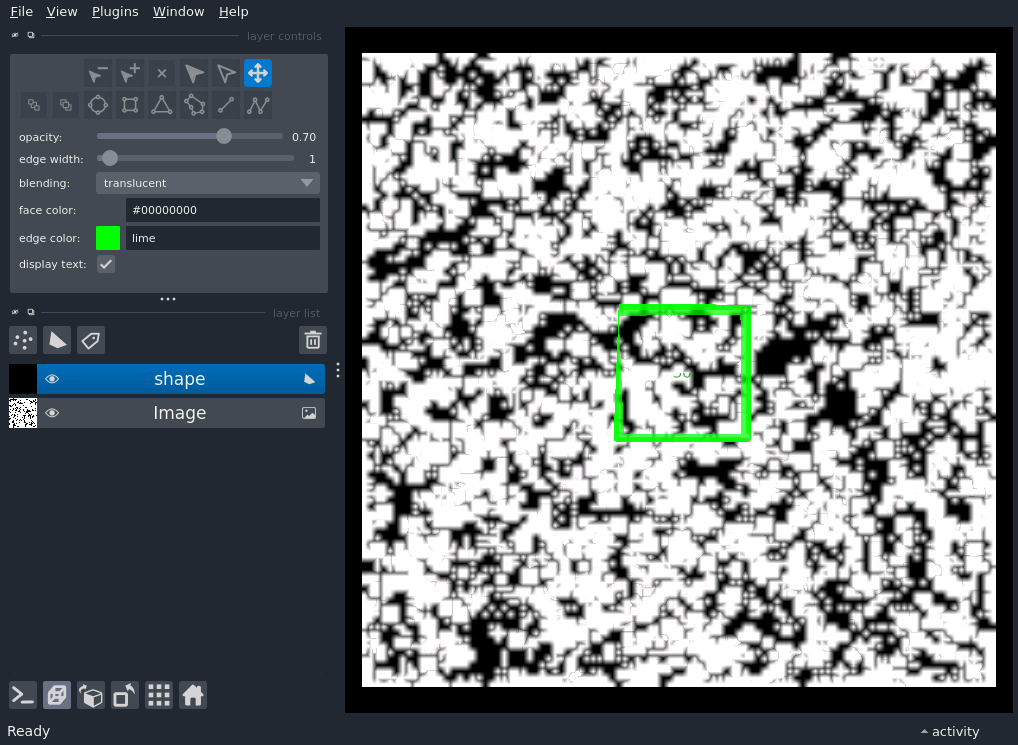 File View Plugins Window Help
layer controls
opacity: 0.70
edge width: 1
blending: translucent
face color: #00000000
edge color: lime
display text:
layer list
shape
Image
Ready
activity